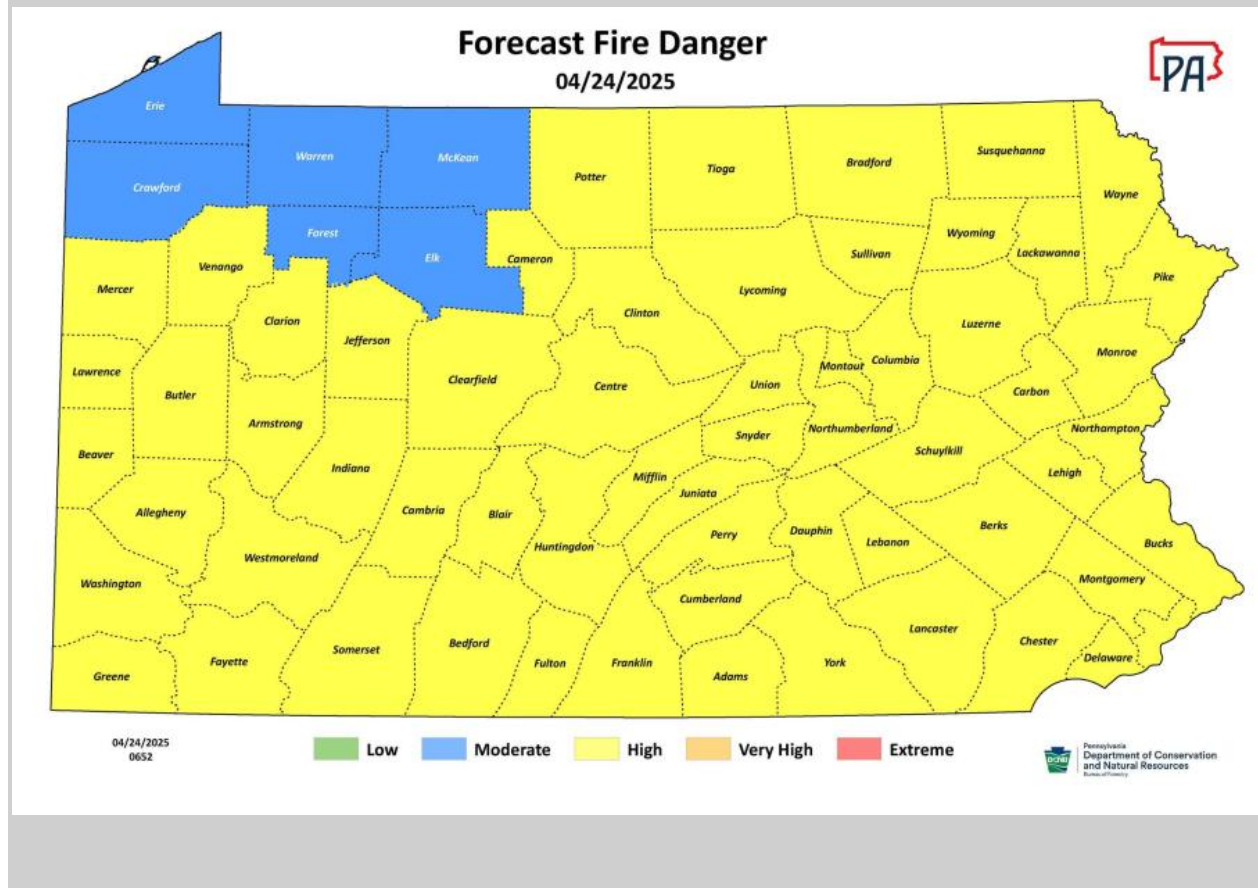 Forecast Fire Danger
04/24/2025
PA
Erie
Warren
McKean
Crawford
Potter
Tioga
Bradford
Susquehanna
Wayne
Forest
Elk
Cameron
Venango
Mercer
Wyoming
Lackawanna
Sullivan
Pike
Lycoming
Clinton
Clarion
Luzerne
Jefferson
Monroe
Lawrence
Clearfield
Centre
Union
Montour
Columbia
Butler
Carbon
Armstrong
Snyder
Northumberland
Northampton
Beaver
Indiana
Mifflin
Schuylkill
Lehigh
Juniata
Allegheny
Cambria
Blair
Huntingdon
Perry
Dauphin
Lebanon
Berks
Bucks
Westmoreland
Washington
Montgomery
Cumberland
Lancaster
Chester
Delaware
Bedford
Somerset
Fayette
Greene
Fulton
Franklin
Adams
York
04/24/2025
0652
Low
Moderate
High
Very High
Extreme
DCNR
Pennsylvania
Department of Conservation
and Natural Resources
Bureau of Forestry